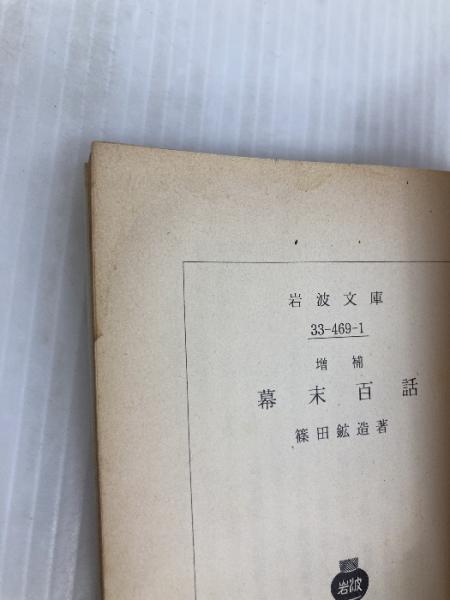 岩波文庫
33-469-1
増補
幕末百話
篠田鉱造著
岩波